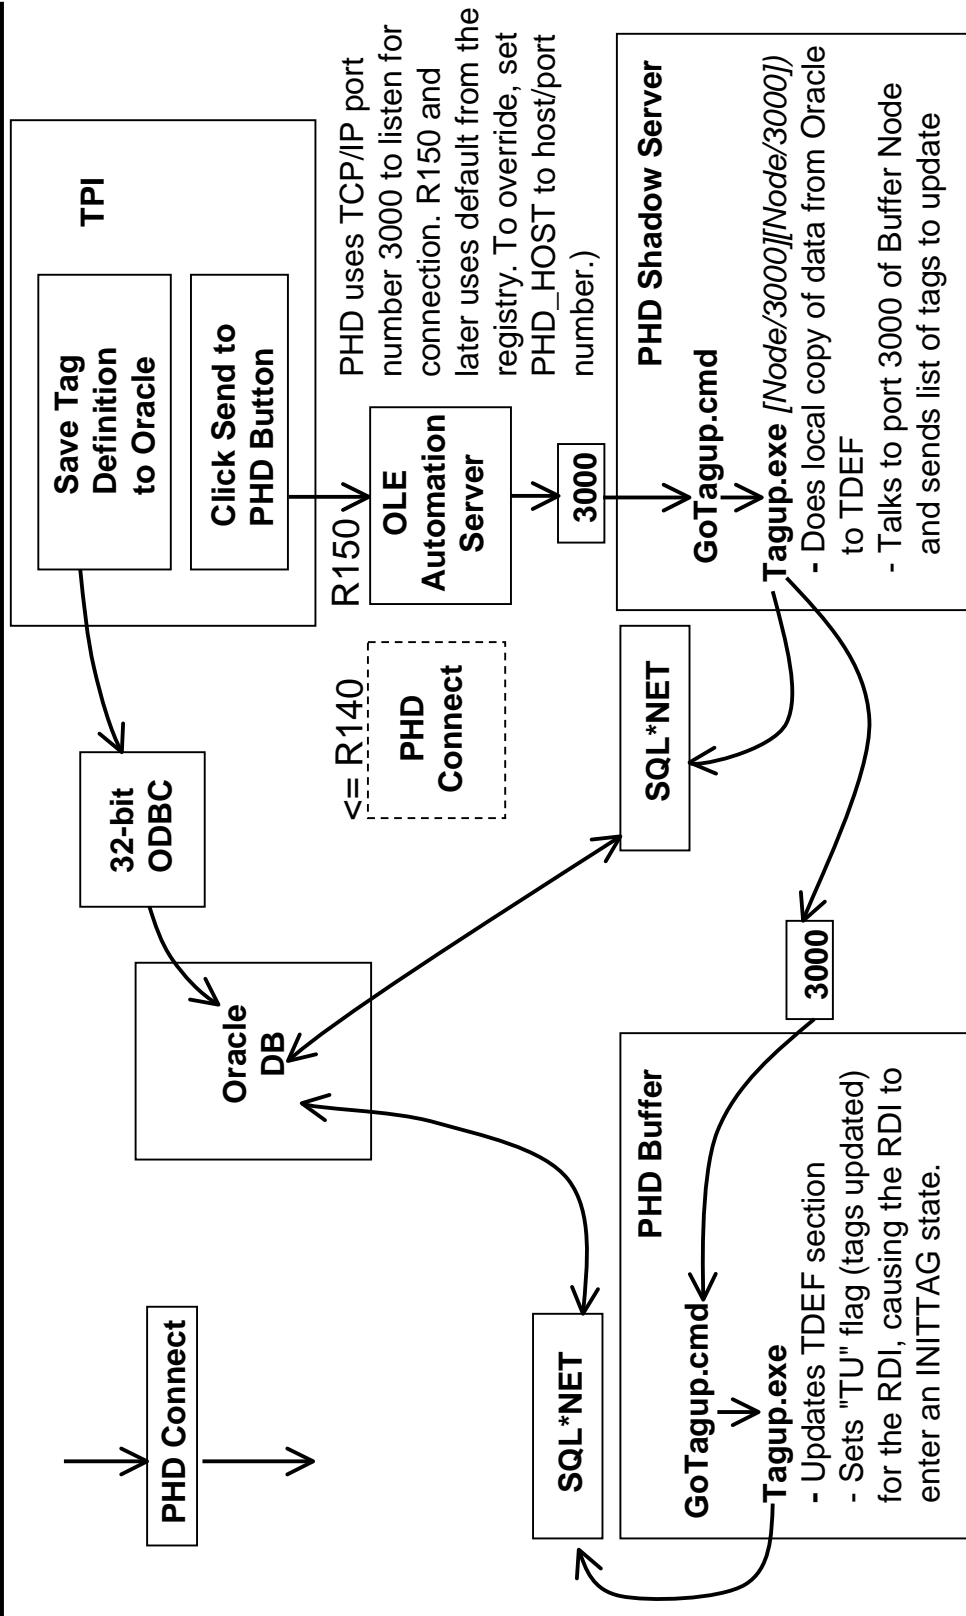 PHD Connect
Oracle
DB
32-bit
ODBC
Save Tag
Definition
to Oracle
Click Send to
PHD Button
TPI
<= R140
PHD
Connect
R150
OLE
Automation
Server
PHD uses TCP/IP port
number 3000 to listen for
connection. R150 and
later uses default from the
registry. To override, set
PHD_HOST to host/port
number.)
3000
SQL*NET
SQL*NET
PHD Buffer
GoTagup.cmd
Tagup.exe
- Updates TDEF section
- Sets "TU" flag (tags updated)
for the RDI, causing the RDI to
enter an INITTAG state.
3000
PHD Shadow Server
GoTagup.cmd
Tagup.exe [Node/3000][Node/3000])
- Does local copy of data from Oracle
to TDEF
- Talks to port 3000 of Buffer Node
and sends list of tags to update